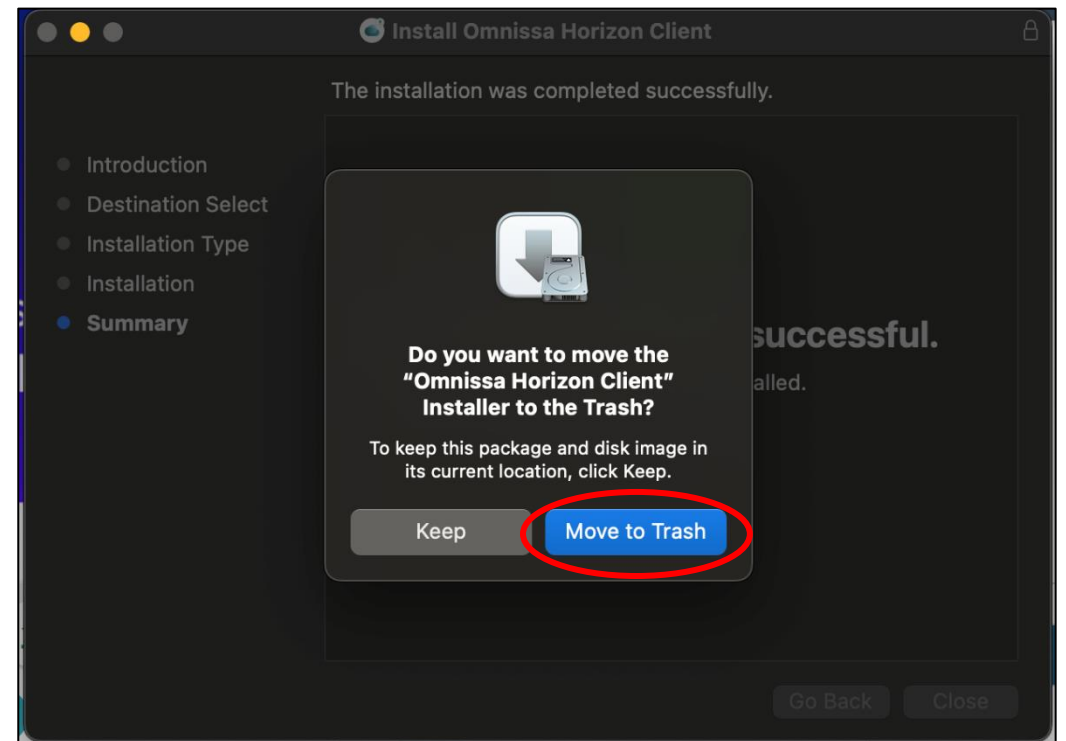 Install Omnissa Horizon Client
The installation was completed successfully.
Introduction
Destination Select
Installation Type
Installation
Summary
successful.
alled.
Do you want to move the
“Omnissa Horizon Client”
Installer to the Trash?
To keep this package and disk image in
its current location, click Keep.
Keep
Move to Trash
Go Back
Close